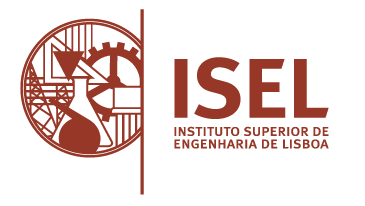 ISEL
INSTITUTO SUPERIOR DE
ENGENHARIA DE LISBOA